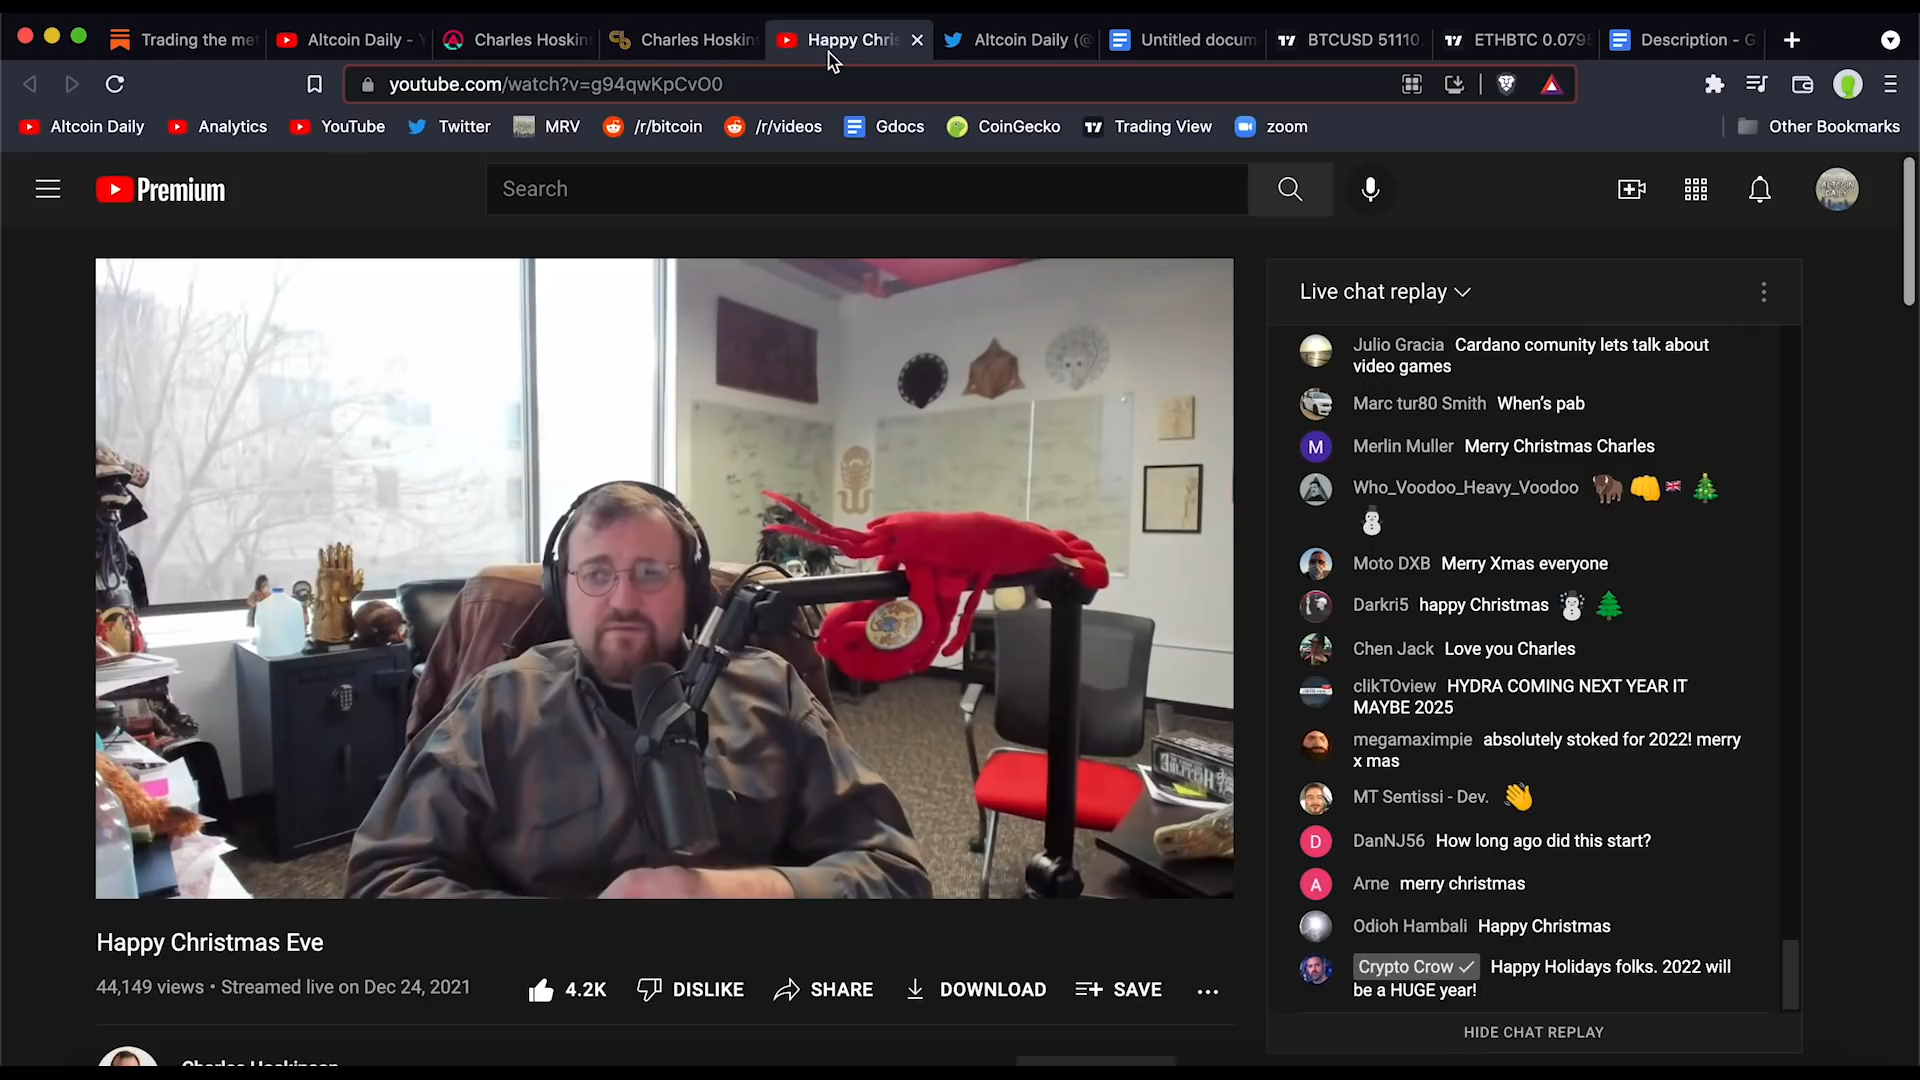 Trading the me
Altcoin Daily - Y
Charles Hoskin
Charles Hoskin
Happy Chris
Altcoin Daily (@
Untitled docum
BTCUSD 51110.
ETHBTC 0.079
Description - G
youtube.com/watch?v=g94qwKpCvO0
Altcoin Daily
Analytics
YouTube
Twitter
MRV
/r/bitcoin
/r/videos
Gdocs
CoinGecko
Trading View
zoom
Other Bookmarks
Premium
Search
ALTCOIN
DAILY
Live chat replay
Julio Gracia Cardano comunity lets talk about
video games
Marc tur80 Smith When's pab
M Merlin Muller Merry Christmas Charles
Who_Voodoo_Heavy_Voodoo 🦬👊🇬🇧🎄
⛄
Moto DXB Merry Xmas everyone
Darkri5 happy Christmas ☃️🌲
Chen Jack Love you Charles
clikTOview HYDRA COMING NEXT YEAR IT
MAYBE 2025
megamaximpie absolutely stoked for 2022! merry
x mas
MT Sentissi - Dev. 👋
D DanNJ56 How long ago did this start?
A Arne merry christmas
Odioh Hambali Happy Christmas
Crypto Crow ✓ Happy Holidays folks. 2022 will
be a HUGE year!
HIDE CHAT REPLAY
Happy Christmas Eve
44,149 views • Streamed live on Dec 24, 2021
4.2K
DISLIKE
SHARE
DOWNLOAD
SAVE
Charles Hoskinson